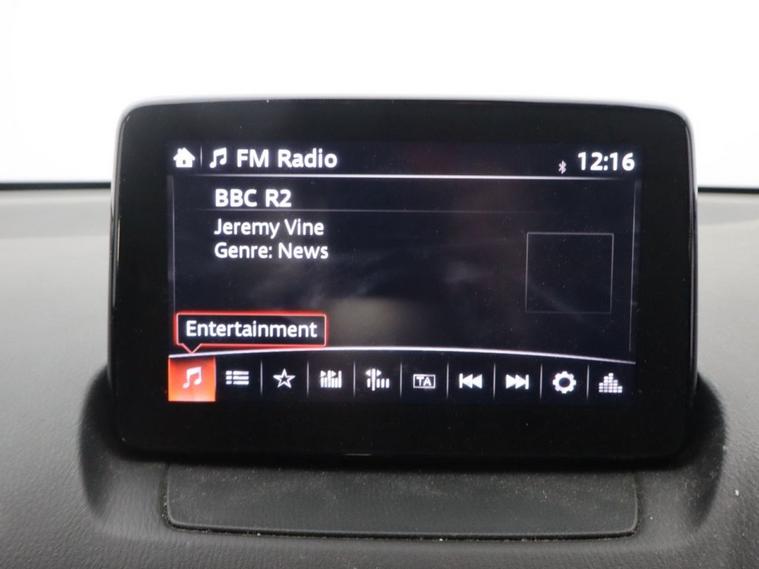 FM Radio 12:16
BBC R2
Jeremy Vine
Genre: News
Entertainment
TA